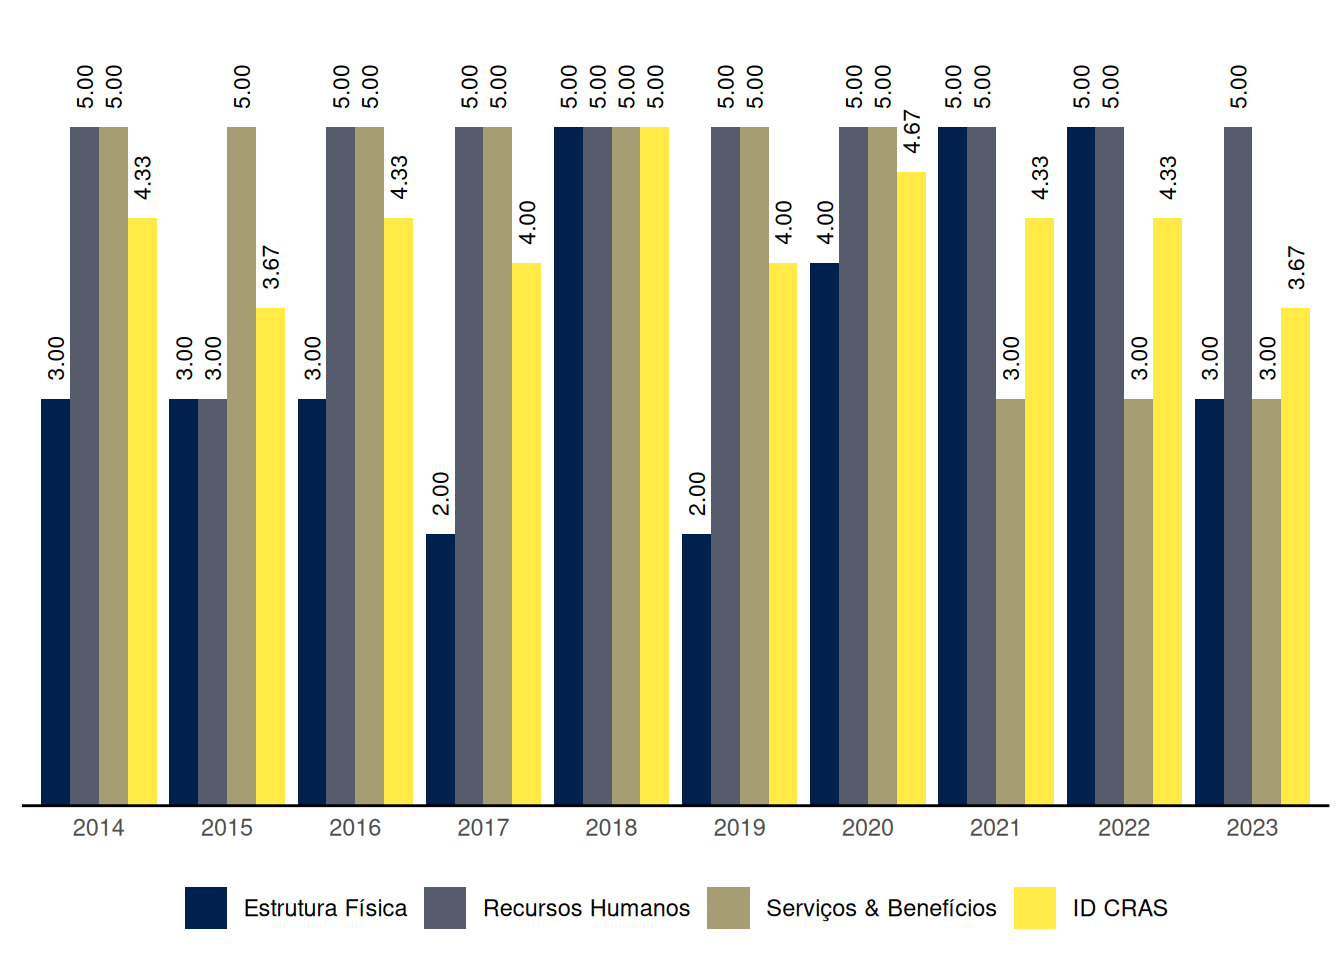 3.00 5.00 5.00 4.33
3.00 3.00 5.00 3.67
3.00 5.00 5.00 4.33
2.00 5.00 5.00 4.00
5.00 5.00 5.00 5.00
2.00 5.00 5.00 4.00
4.00 5.00 5.00 4.67
5.00 5.00 3.00 4.33
5.00 5.00 3.00 4.33
3.00 5.00 3.00 3.67
2014 2015 2016 2017 2018 2019 2020 2021 2022 2023
Estrutura Física Recursos Humanos Serviços & Benefícios ID CRAS